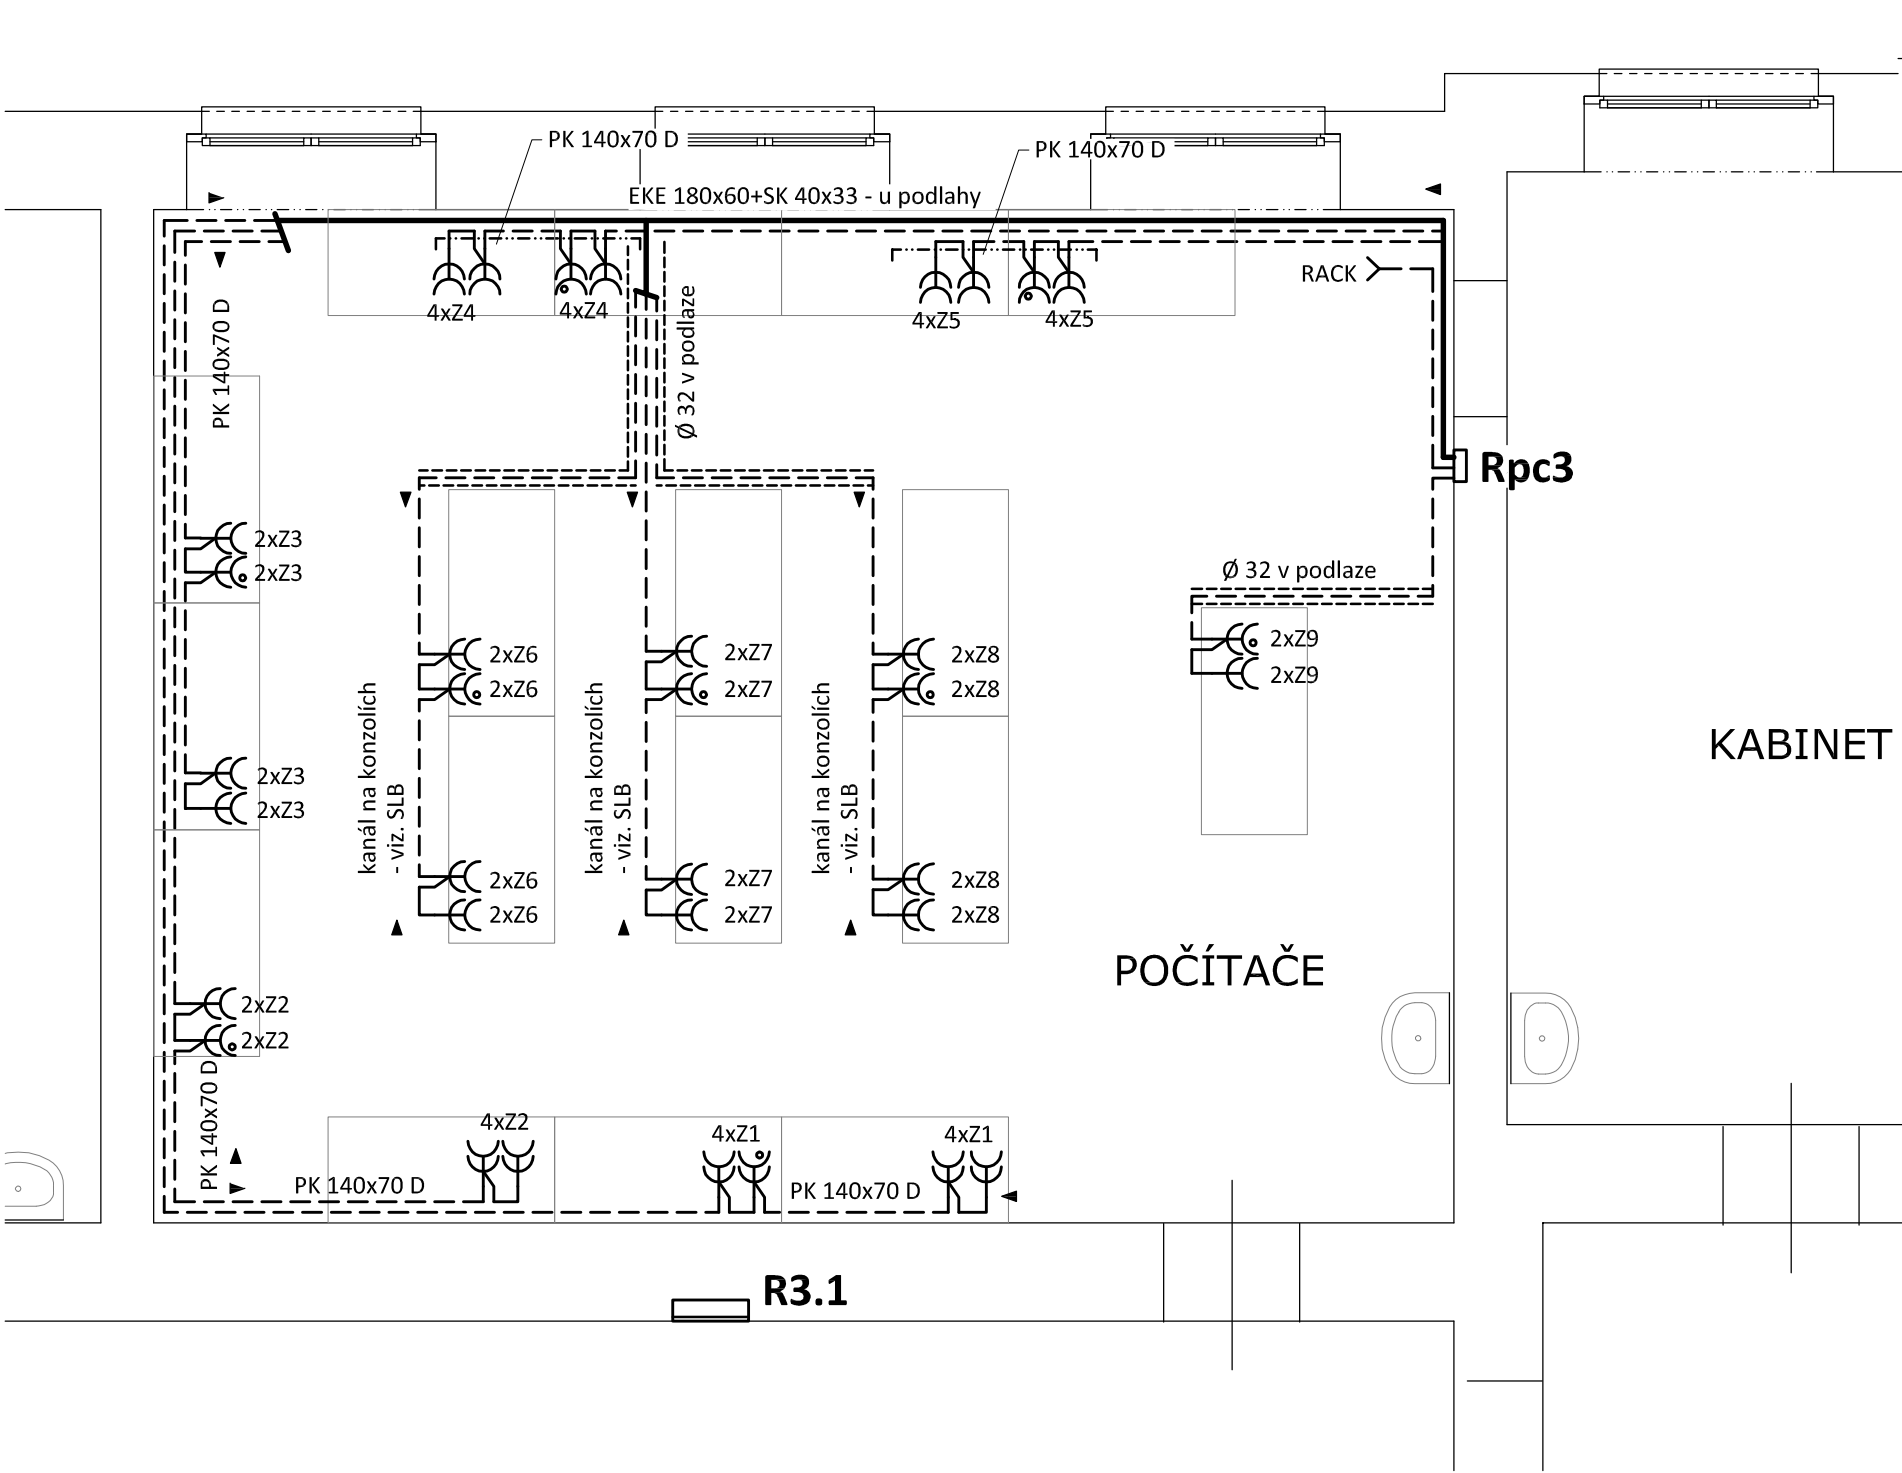 PK 140x70 D
PK 140x70 D
EKE 180x60+SK 40x33 - u podlahy
RACK
4xZ4
4xZ4
4xZ5
4xZ5
PK 140x70 D
Ø 32 v podlaze
Rpc3
2xZ3
2xZ3
Ø 32 v podlaze
2xZ6
2xZ6
2xZ7
2xZ7
2xZ8
2xZ8
2xZ9
2xZ9
kanál na konzolích
- viz. SLB
kanál na konzolích
- viz. SLB
kanál na konzolích
- viz. SLB
KABINET
2xZ3
2xZ3
2xZ6
2xZ6
2xZ7
2xZ7
2xZ8
2xZ8
POČÍTAČE
2xZ2
2xZ2
PK 140x70 D
4xZ2
4xZ1
4xZ1
PK 140x70 D
PK 140x70 D
R3.1